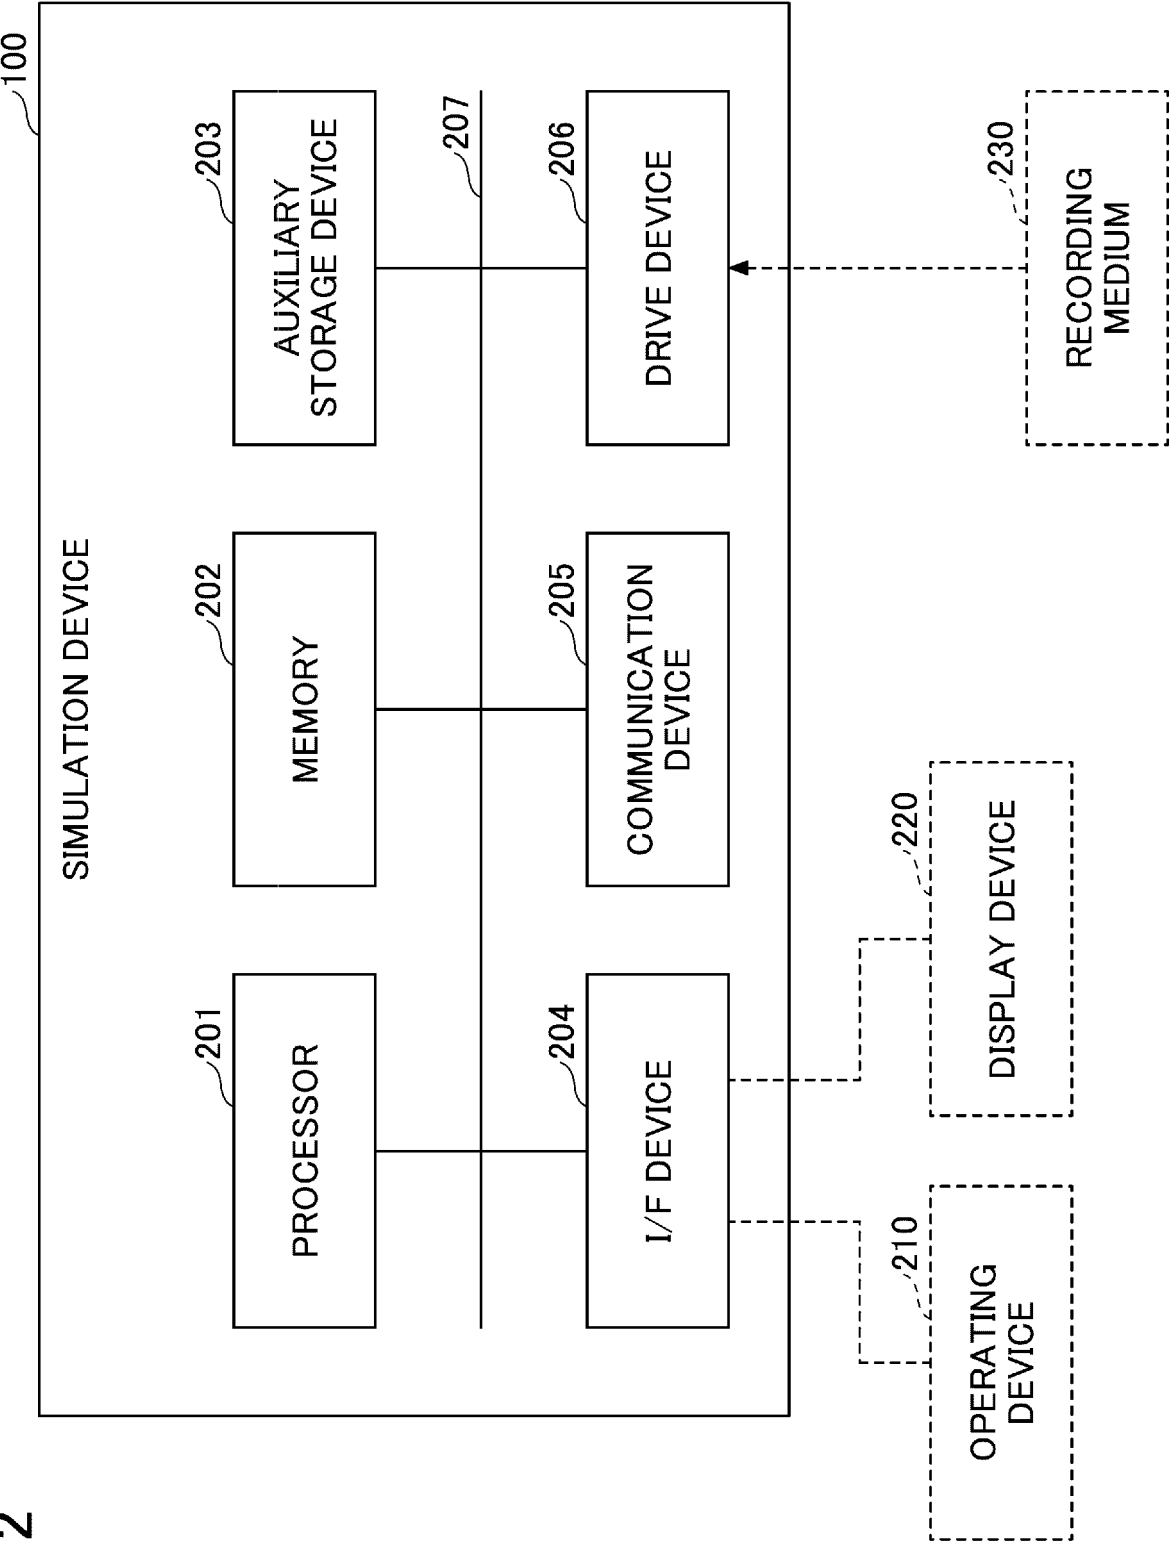 2
100
SIMULATION DEVICE
201
PROCESSOR
202
MEMORY
203
AUXILIARY
STORAGE DEVICE
207
204
I/F DEVICE
205
COMMUNICATION
DEVICE
206
DRIVE DEVICE
210
OPERATING
DEVICE
220
DISPLAY DEVICE
230
RECORDING
MEDIUM